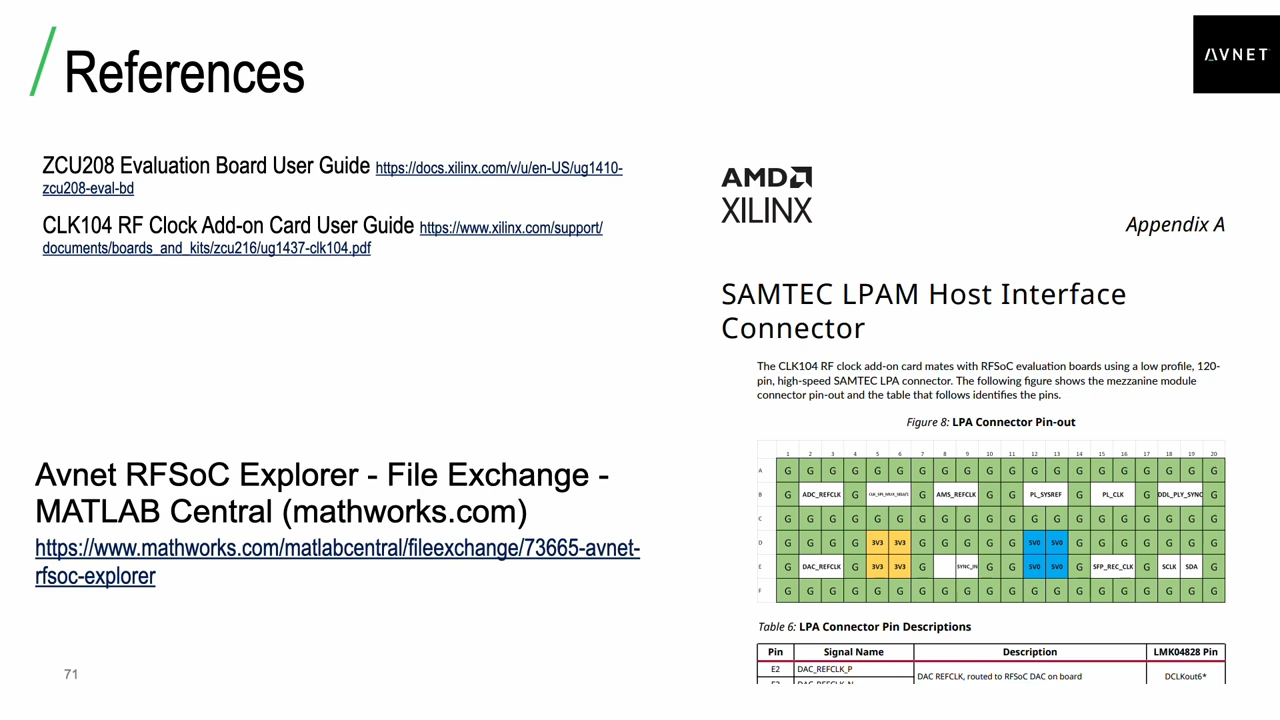 References
AVNET
ZCU208 Evaluation Board User Guide https://docs.xilinx.com/v/u/en-US/ug1410-
zcu208-eval-bd
CLK104 RF Clock Add-on Card User Guide https://www.xilinx.com/support/
documents/boards_and_kits/zcu216/ug1437-clk104.pdf
Avnet RFSoC Explorer - File Exchange -
MATLAB Central (mathworks.com)
https://www.mathworks.com/matlabcentral/fileexchange/73665-avnet-
rfsoc-explorer
71
AMD
XILINX
Appendix A
SAMTEC LPAM Host Interface
Connector
The CLK104 RF clock add-on card mates with RFSoC evaluation boards using a low profile, 120-
pin, high-speed SAMTEC LPA connector. The following figure shows the mezzanine module
connector pin-out and the table that follows identifies the pins.
Figure 8: LPA Connector Pin-out
1 2 3 4 5 6 7 8 9 10 11 12 13 14 15 16 17 18 19 20
A G G G G G G G G G G G G G G G G G G G G
B G ADC_REFCLK G G AMS_REFCLK G G PL_SYSREF G PL_CLK G DDL_PLY_SYNC G
C G G G G G G G G G G G G G G G G G G G G
D G G G G 3V3 3V3 G G G G G 5V0 5V0 G G G G G G G
E G DAC_REFCLK G 3V3 3V3 G SYNC_IN G G 5V0 5V0 G SFP_REC_CLK G SCLK SDA G
F G G G G G G G G G G G G G G G G G G G G
Table 6: LPA Connector Pin Descriptions
Pin Signal Name Description LMK04828 Pin
E2 DAC_REFCLK_P
DAC REFCLK, routed to RFSoC DAC on board DCLKout6*